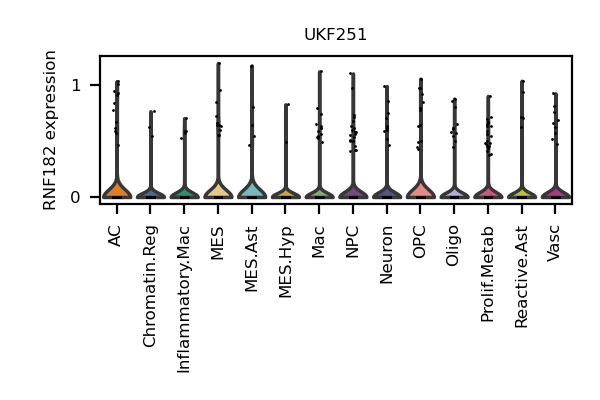 UKF251
RNF182 expression
1
0
AC
Chromatin.Reg
Inflammatory.Mac
MES
MES.Ast
MES.Hyp
Mac
NPC
Neuron
OPC
Oligo
Prolif.Metab
Reactive.Ast
Vasc